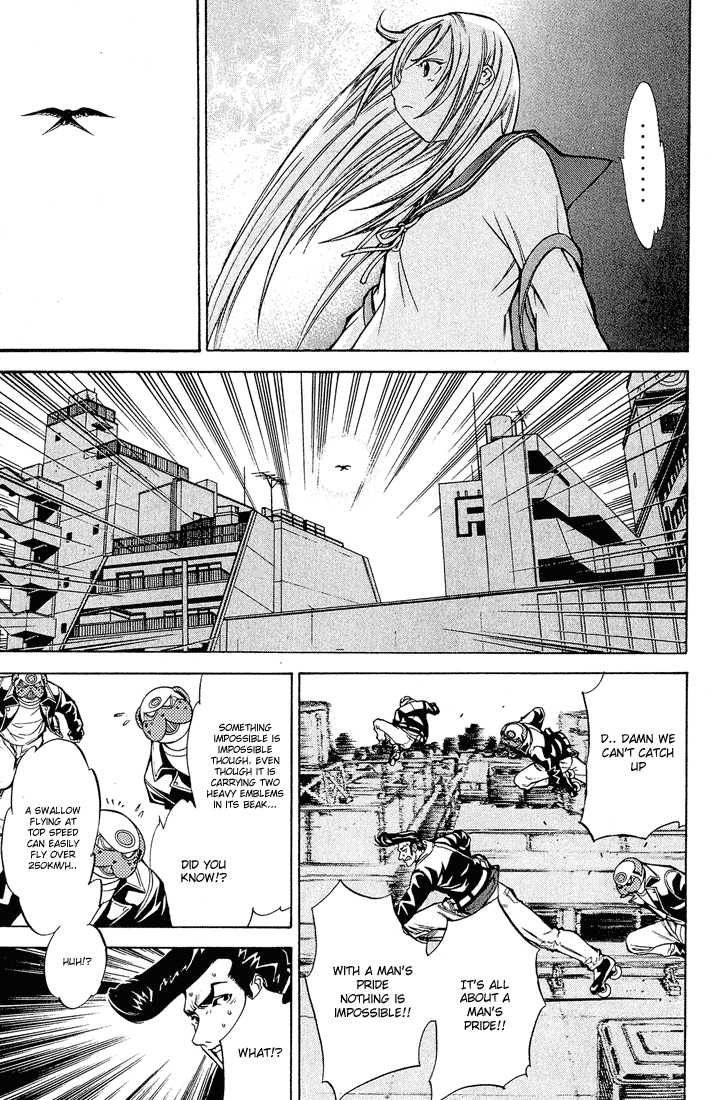 .......
R
D.. DAMN WE
CAN'T CATCH
UP
IT'S ALL
ABOUT A
MAN'S
PRIDE!!
WITH A MAN'S
PRIDE
NOTHING IS
IMPOSSIBLE!!
SOMETHING
IMPOSSIBLE IS
IMPOSSIBLE
THOUGH. EVEN
THOUGH IT IS
CARRYING TWO
HEAVY EMBLEMS
IN ITS BEAK...
DID YOU
KNOW!?
A SWALLOW
FLYING AT
TOP SPEED
CAN EASILY
FLY OVER
250KM/H..
WHAT!?
HUH!?